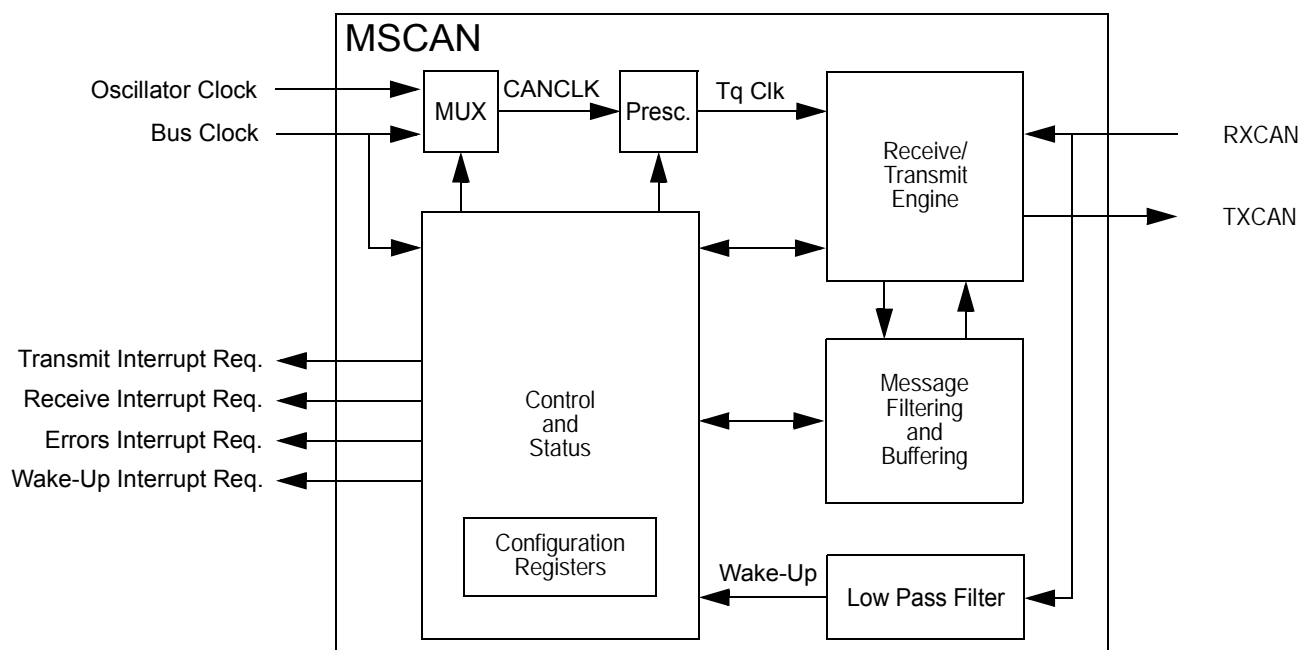 MSCAN
Oscillator Clock
Bus Clock
MUX
CANCLK
Presc.
Tq Clk
Receive/
Transmit
Engine
RXCAN
TXCAN
Transmit Interrupt Req.
Receive Interrupt Req.
Errors Interrupt Req.
Wake-Up Interrupt Req.
Control
and
Status
Message
Filtering
and
Buffering
Configuration
Registers
Wake-Up
Low Pass Filter